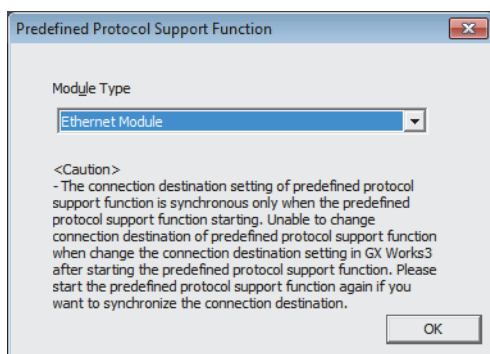 Predefined Protocol Support Function
Module Type
Ethernet Module
<Caution>
- The connection destination setting of predefined protocol
support function is synchronous only when the predefined
protocol support function starting. Unable to change
connection destination of predefined protocol support function
when change the connection destination setting in GX Works3
after starting the predefined protocol support function. Please
start the predefined protocol support function again if you
want to synchronize the connection destination.
OK